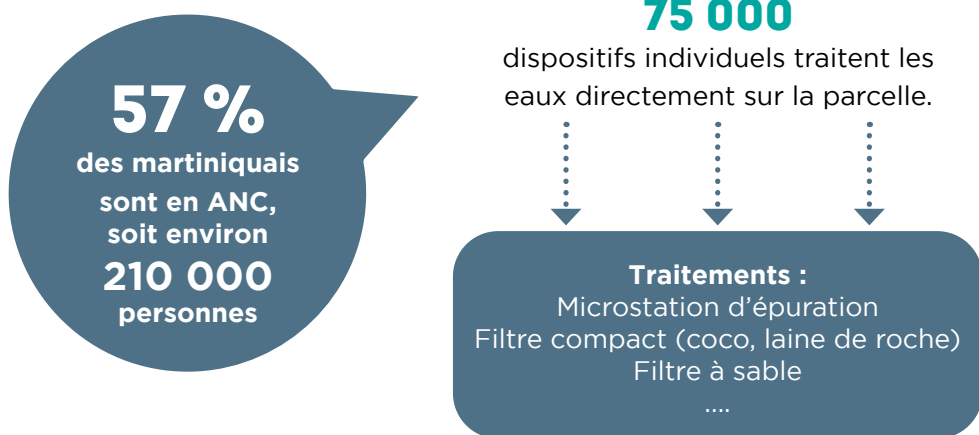 57 %
des martiniquais
sont en ANC,
soit environ
210 000
personnes
75 000
dispositifs individuels traitent les
eaux directement sur la parcelle.
Traitements :
Microstation d’épuration
Filtre compact (coco, laine de roche)
Filtre à sable
....